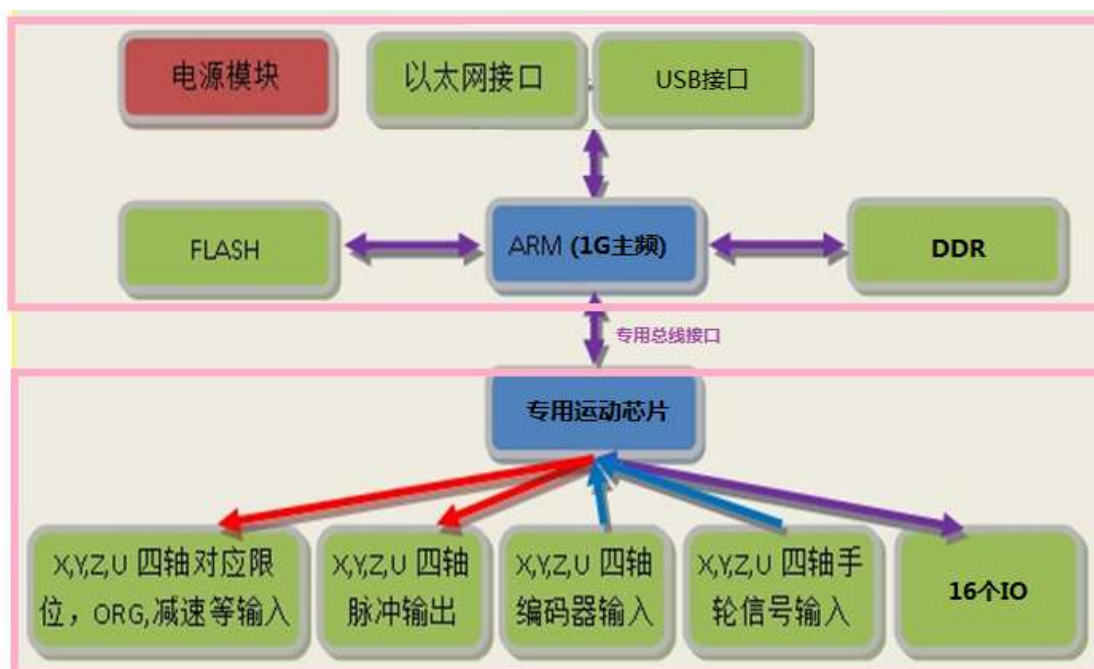 电源模块
以太网接口
USB接口
FLASH
ARM (1G主频)
DDR
专用总线接口
专用运动芯片
X,Y,Z,U 四轴对应限
位，ORG,减速等输入
X,Y,Z,U 四轴
脉冲输出
X,Y,Z,U 四轴
编码器输入
X,Y,Z,U 四轴手
轮信号输入
16个IO